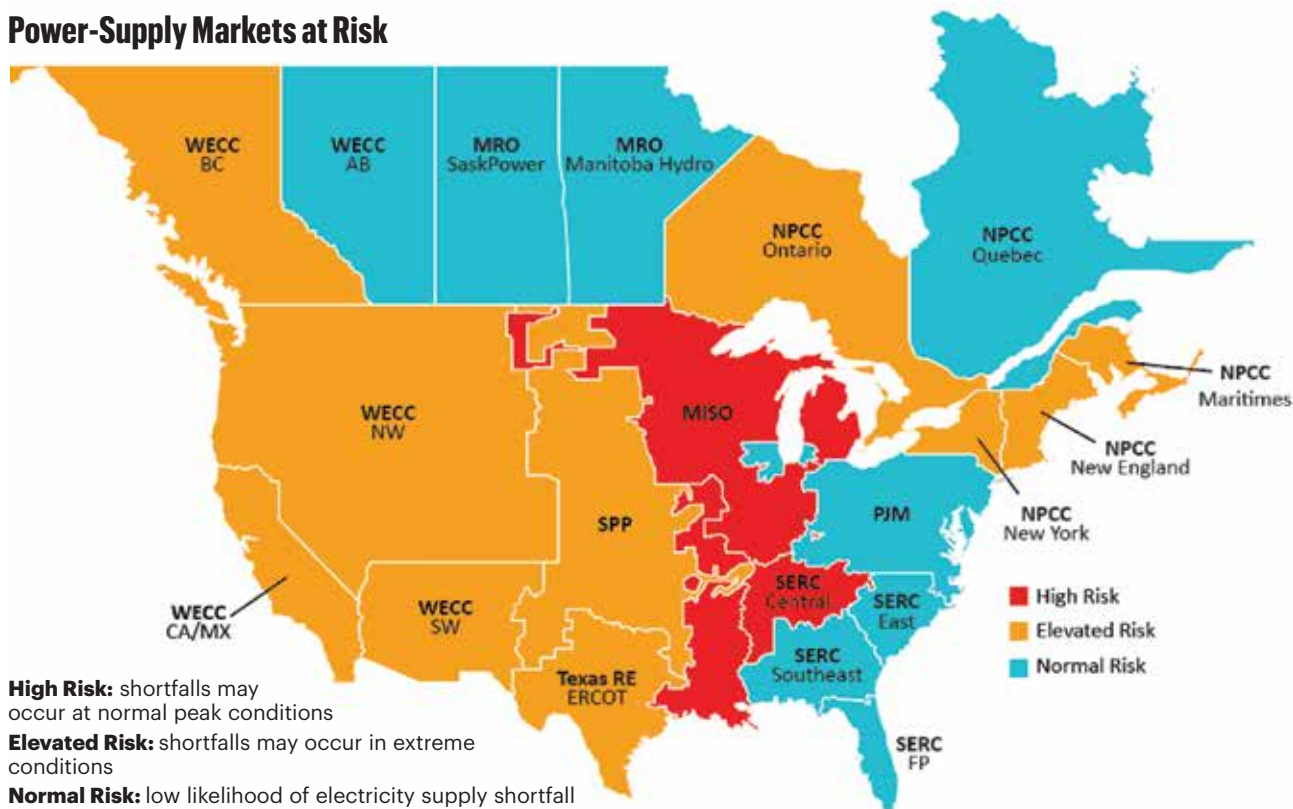 Power-Supply Markets at Risk
WECC
BC
WECC
AB
MRO
SaskPower
MRO
Manitoba Hydro
NPCC
Ontario
NPCC
Quebec
NPCC
Maritimes
NPCC
New England
NPCC
New York
WECC
NW
MISO
SPP
PJM
WECC
CA/MX
WECC
SW
SERC
Central
SERC
East
SERC
Southeast
Texas RE
ERCOT
SERC
FP
High Risk
Elevated Risk
Normal Risk
High Risk: shortfalls may
occur at normal peak conditions
Elevated Risk: shortfalls may occur in extreme
conditions
Normal Risk: low likelihood of electricity supply shortfall